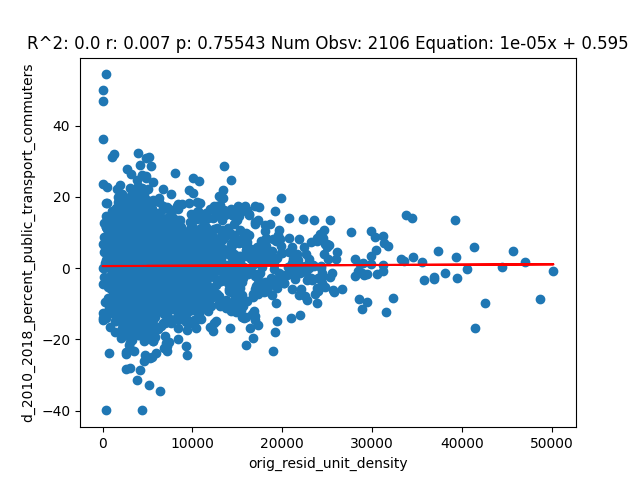 R^2: 0.0 r: 0.007 p: 0.75543 Num Obsv: 2106 Equation: 1e-05x + 0.595
d_2010_2018_percent_public_transport_commuters
40
20
0
−20
−40
0 10000 20000 30000 40000 50000
orig_resid_unit_density